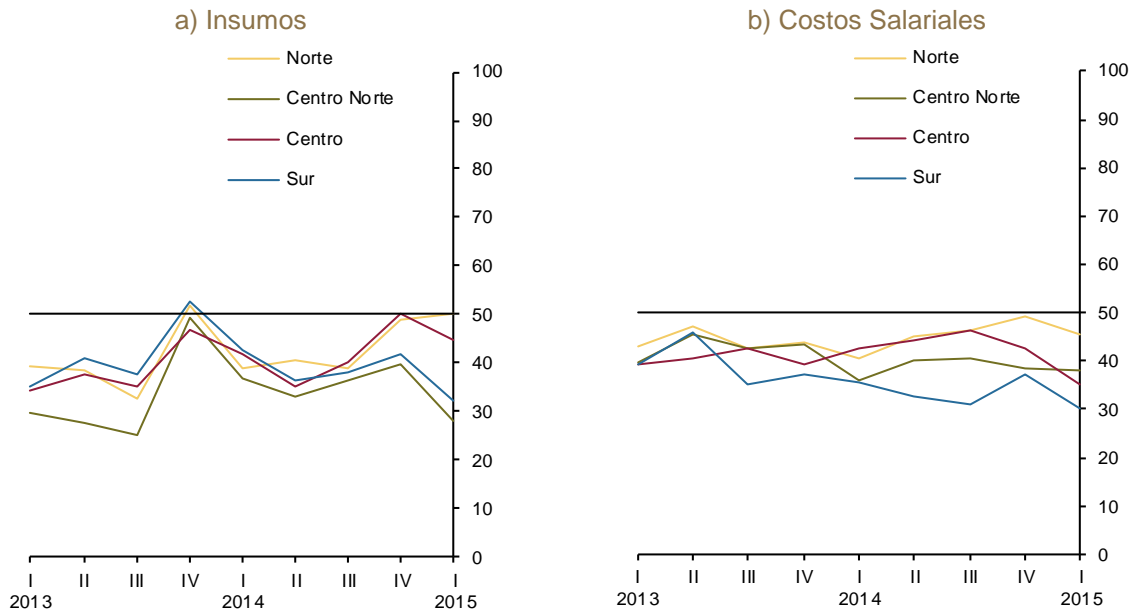 a) Insumos
Norte
Centro Norte
Centro
Sur
100
90
80
70
60
50
40
30
20
10
0
I II III IV I II III IV I
2013 2014 2015
b) Costos Salariales
Norte
Centro Norte
Centro
Sur
100
90
80
70
60
50
40
30
20
10
0
I II III IV I II III IV I
2013 2014 2015